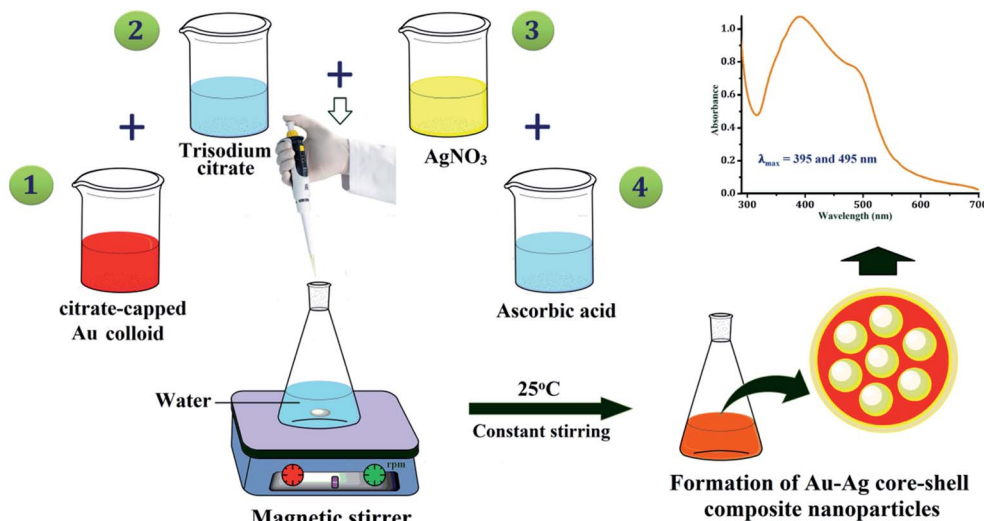 2
3
Trisodium
citrate
AgNO₃
1
4
citrate-capped
Au colloid
Ascorbic acid
Water
rpm
Magnetic stirrer
25°C
Constant stirring
Absorbance
1.0
0.8
0.6
0.4
0.2
0.0
λmax = 395 and 495 nm
300 400 500 600 700
Wavelength (nm)
Formation of Au-Ag core-shell
composite nanoparticles